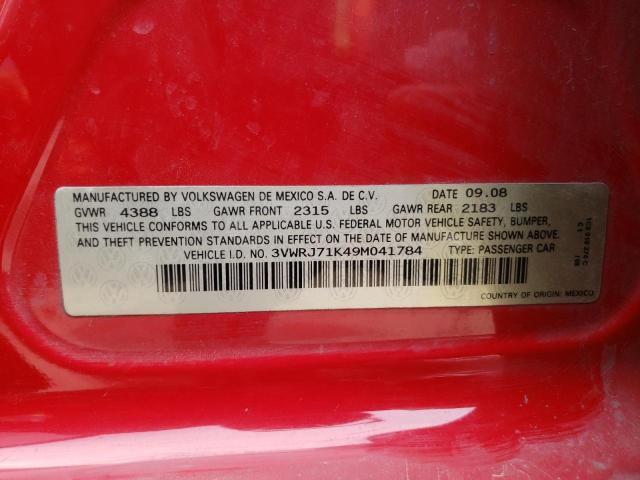 MANUFACTURED BY VOLKSWAGEN DE MEXICO S.A. DE C.V. DATE 09.08
GVWR 4388 LBS GAWR FRONT 2315 LBS GAWR REAR 2183 LBS
THIS VEHICLE CONFORMS TO ALL APPLICABLE U.S. FEDERAL MOTOR VEHICLE SAFETY, BUMPER,
AND THEFT PREVENTION STANDARDS IN EFFECT ON THE DATE OF MANUFACTURE SHOWN ABOVE.
VEHICLE I.D. NO. 3VWRJ71K49M041784 TYPE: PASSENGER CAR
COUNTRY OF ORIGIN: MEXICO